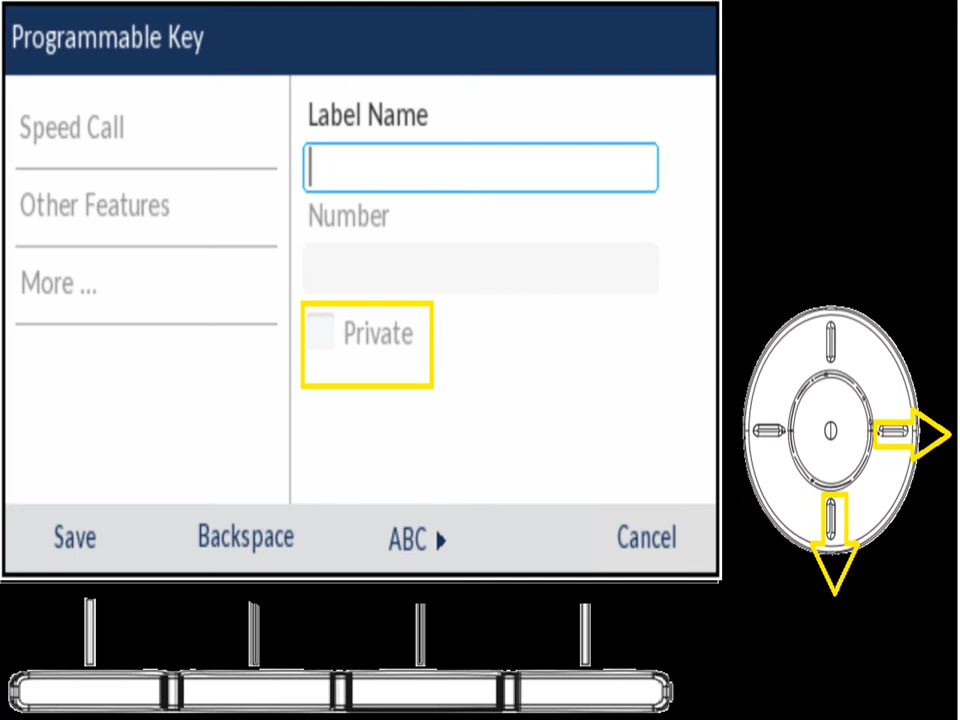 Programmable Key
Speed Call
Other Features
More ...
Label Name
Number
Private
Save
Backspace
ABC
Cancel